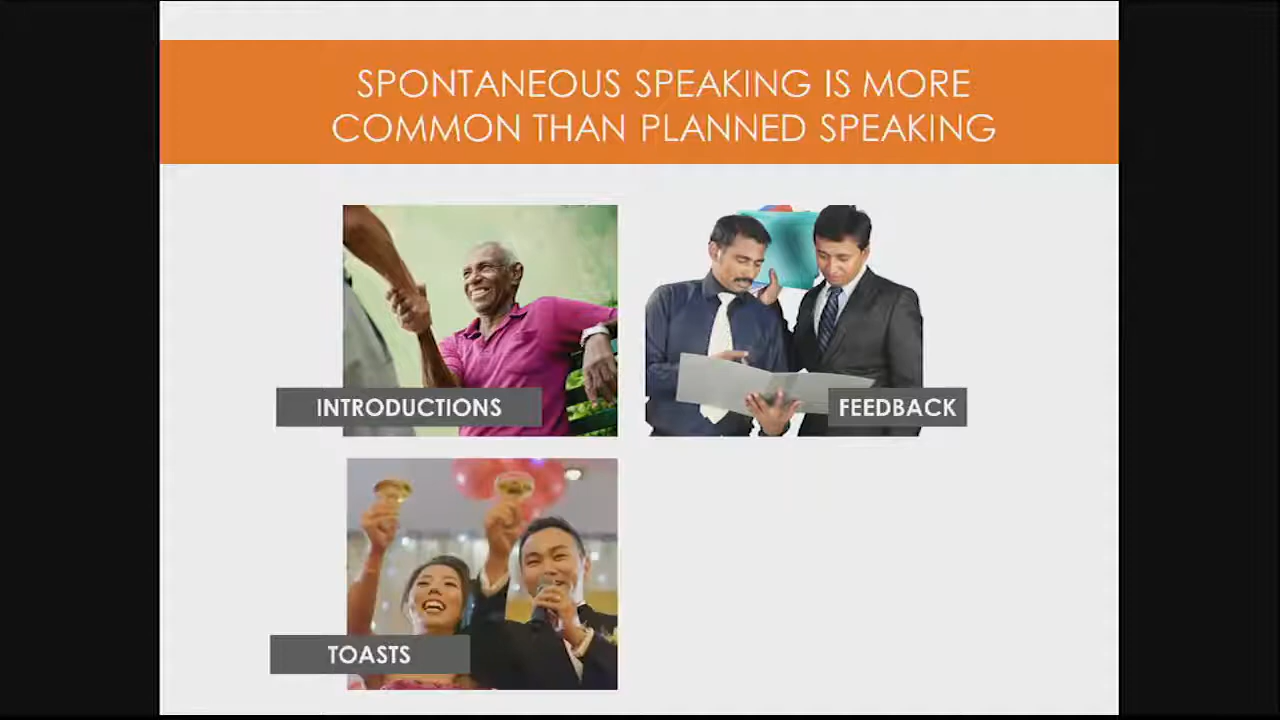 SPONTANEOUS SPEAKING IS MORE
COMMON THAN PLANNED SPEAKING
INTRODUCTIONS
FEEDBACK
TOASTS